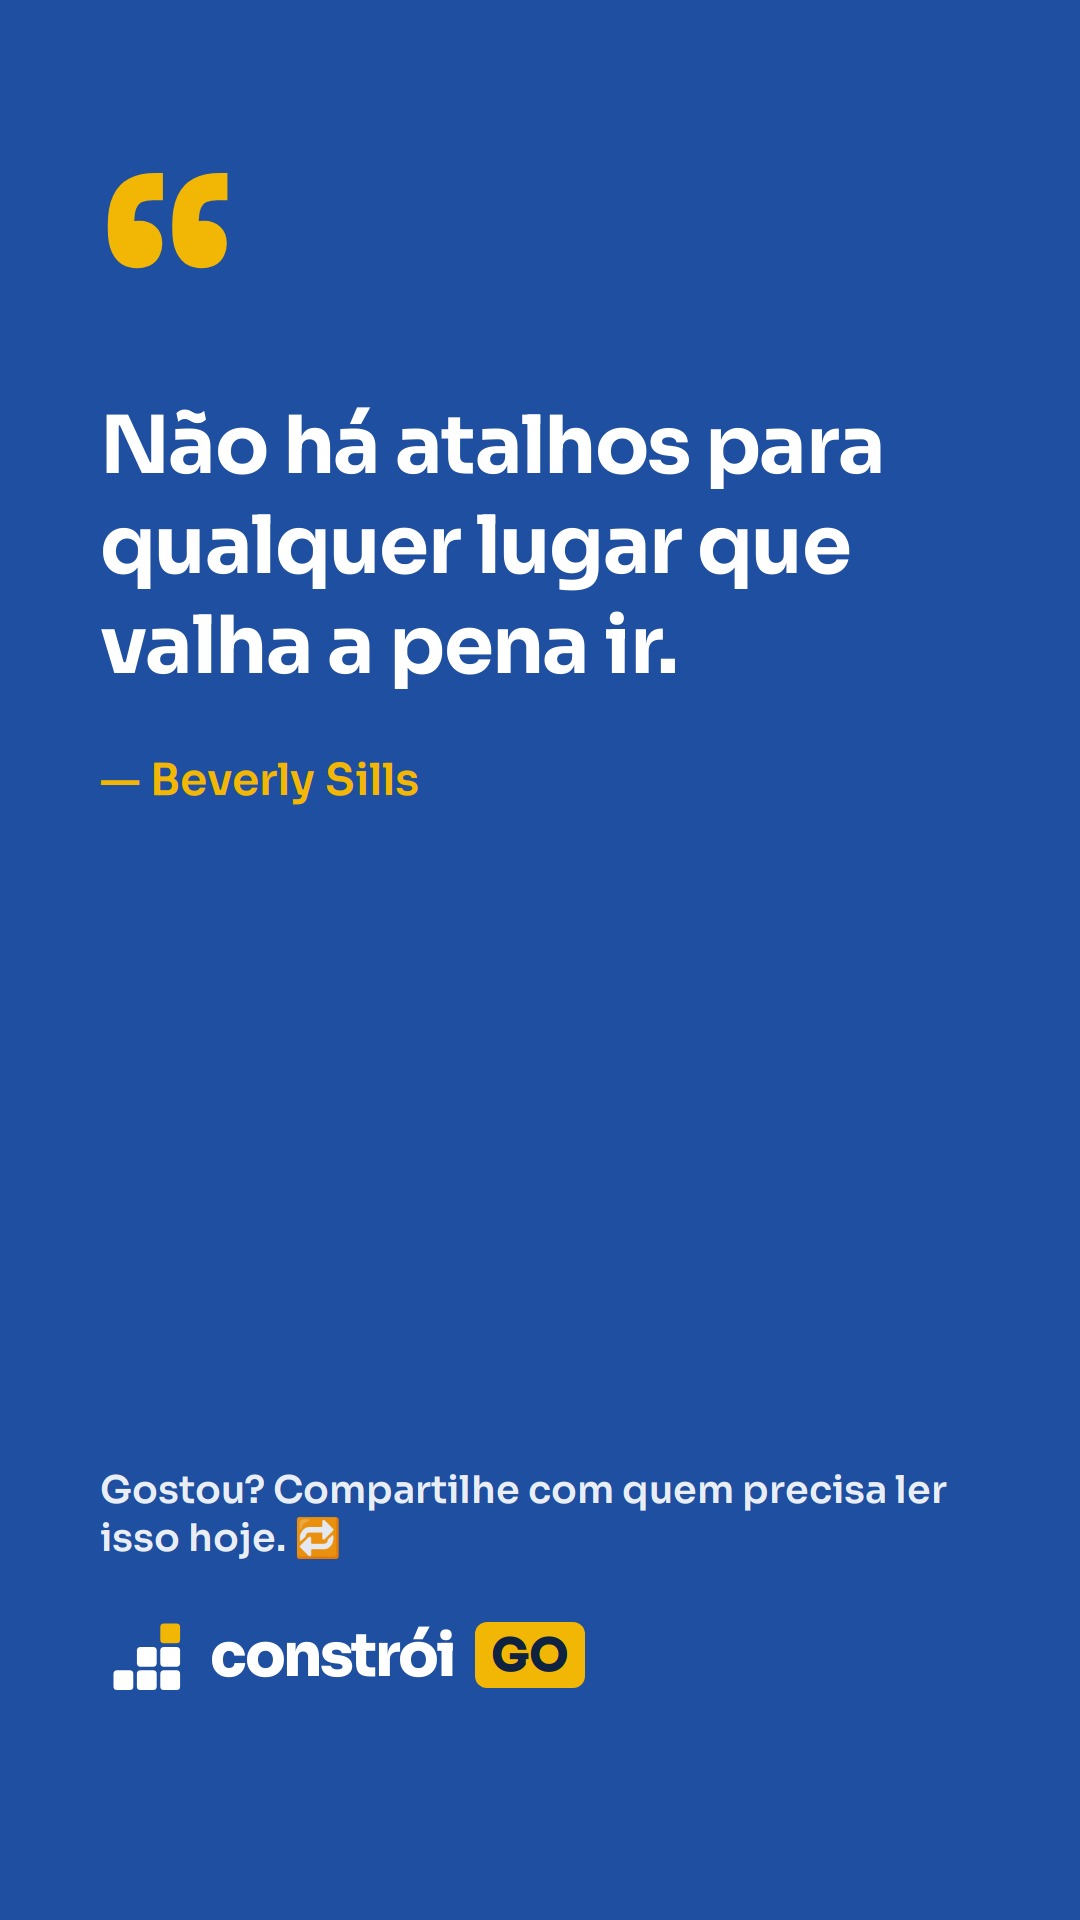 “
Não há atalhos para
qualquer lugar que
valha a pena ir.
— Beverly Sills
Gostou? Compartilhe com quem precisa ler
isso hoje. 🔁
constrói GO